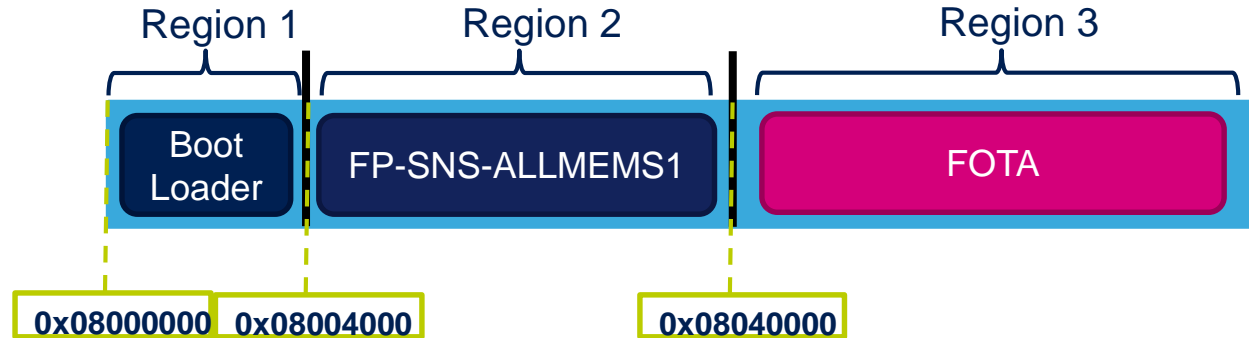 Region 1
Region 2
Region 3
Boot
Loader
FP-SNS-ALLMEMS1
FOTA
0x08000000
0x08004000
0x08040000